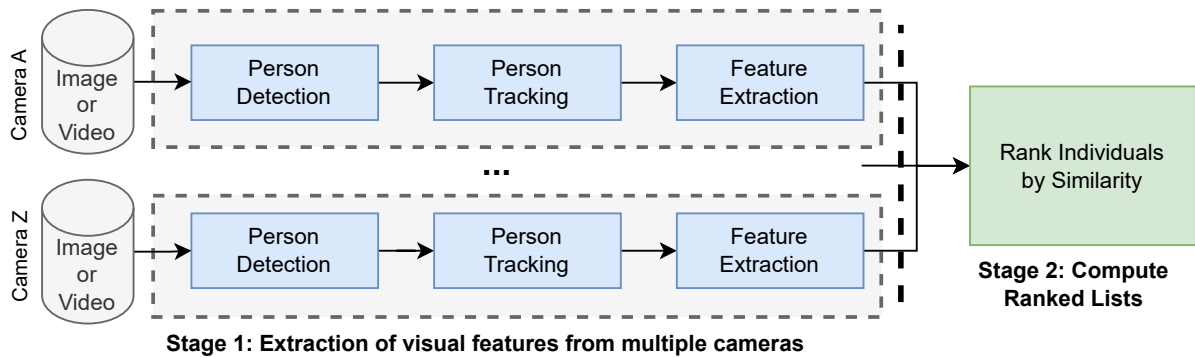 Camera A
Image
or
Video
Person
Detection
Person
Tracking
Feature
Extraction
...
Camera Z
Image
or
Video
Person
Detection
Person
Tracking
Feature
Extraction
Rank Individuals
by Similarity
Stage 2: Compute
Ranked Lists
Stage 1: Extraction of visual features from multiple cameras